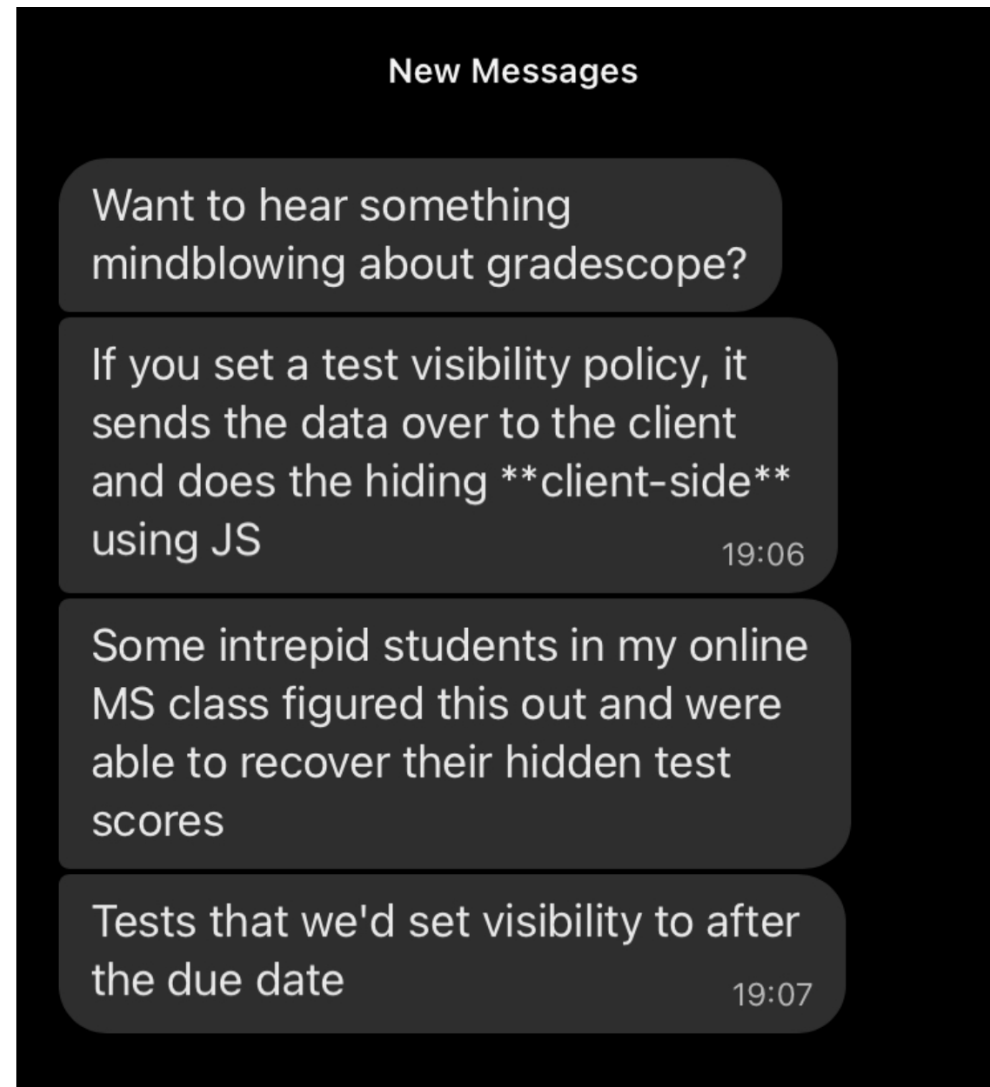 New Messages
Want to hear something
mindblowing about gradescope?
If you set a test visibility policy, it
sends the data over to the client
and does the hiding **client-side**
using JS
19:06
Some intrepid students in my online
MS class figured this out and were
able to recover their hidden test
scores
Tests that we'd set visibility to after
the due date
19:07